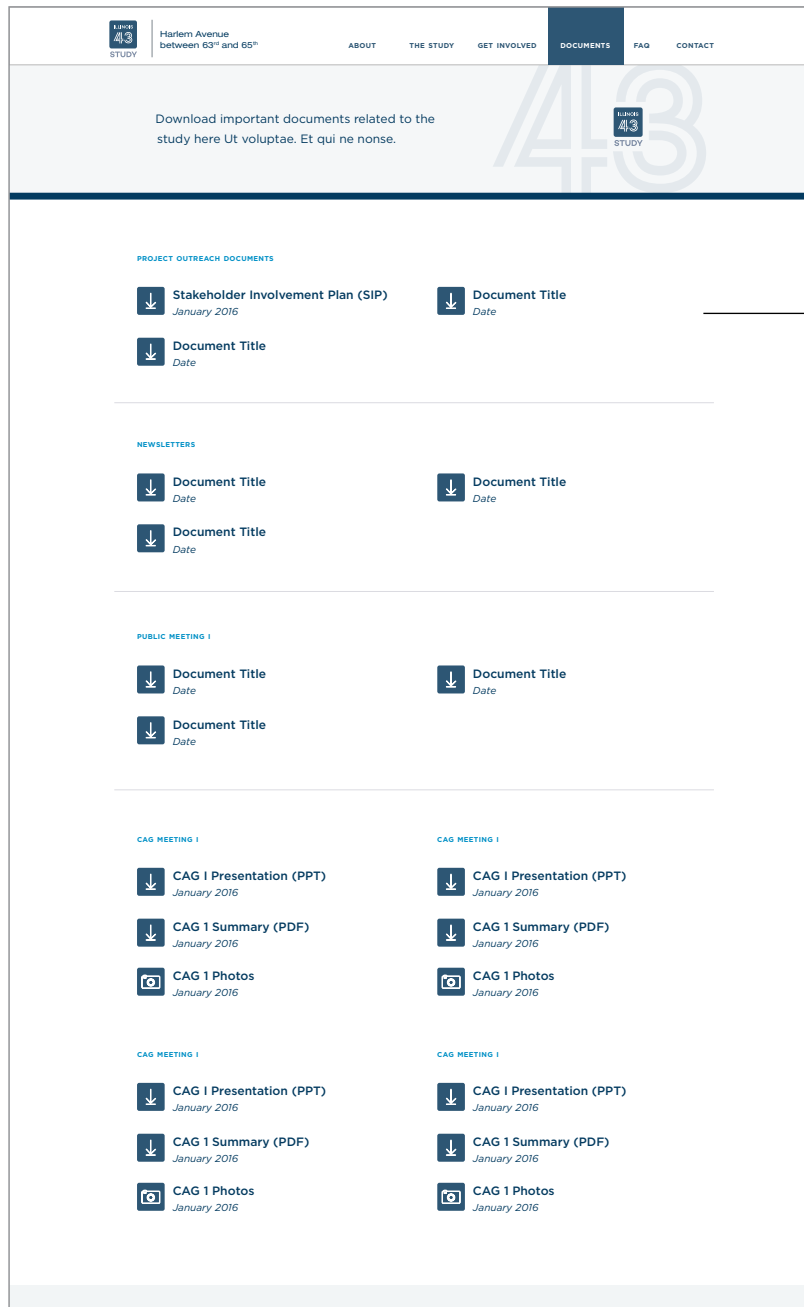 ILLINOIS
43
STUDY
Harlem Avenue
between 63rd and 65th
ABOUT THE STUDY GET INVOLVED DOCUMENTS FAQ CONTACT
43
Download important documents related to the
study here Ut voluptae. Et qui ne nonse.
ILLINOIS
43
STUDY
PROJECT OUTREACH DOCUMENTS
Stakeholder Involvement Plan (SIP)
January 2016
Document Title
Date
Document Title
Date
NEWSLETTERS
Document Title
Date
Document Title
Date
Document Title
Date
PUBLIC MEETING I
Document Title
Date
Document Title
Date
Document Title
Date
CAG MEETING I
CAG I Presentation (PPT)
January 2016
CAG 1 Summary (PDF)
January 2016
CAG 1 Photos
January 2016
CAG MEETING I
CAG I Presentation (PPT)
January 2016
CAG 1 Summary (PDF)
January 2016
CAG 1 Photos
January 2016
CAG MEETING I
CAG I Presentation (PPT)
January 2016
CAG 1 Summary (PDF)
January 2016
CAG 1 Photos
January 2016
CAG MEETING I
CAG I Presentation (PPT)
January 2016
CAG 1 Summary (PDF)
January 2016
CAG 1 Photos
January 2016